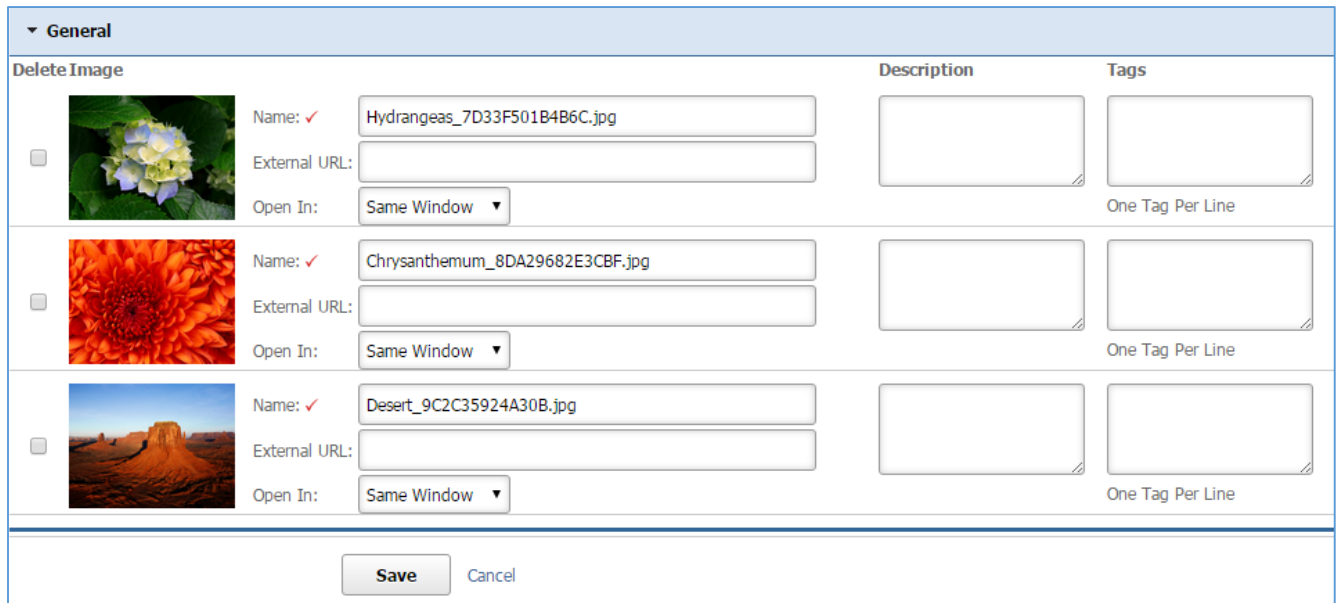 General
Delete Image Description Tags
Name: ✓ Hydrangeas_7D33F501B4B6C.jpg
External URL:
Open In: Same Window
One Tag Per Line
Name: ✓ Chrysanthemum_8DA29682E3CBF.jpg
External URL:
Open In: Same Window
One Tag Per Line
Name: ✓ Desert_9C2C35924A30B.jpg
External URL:
Open In: Same Window
One Tag Per Line
Save Cancel